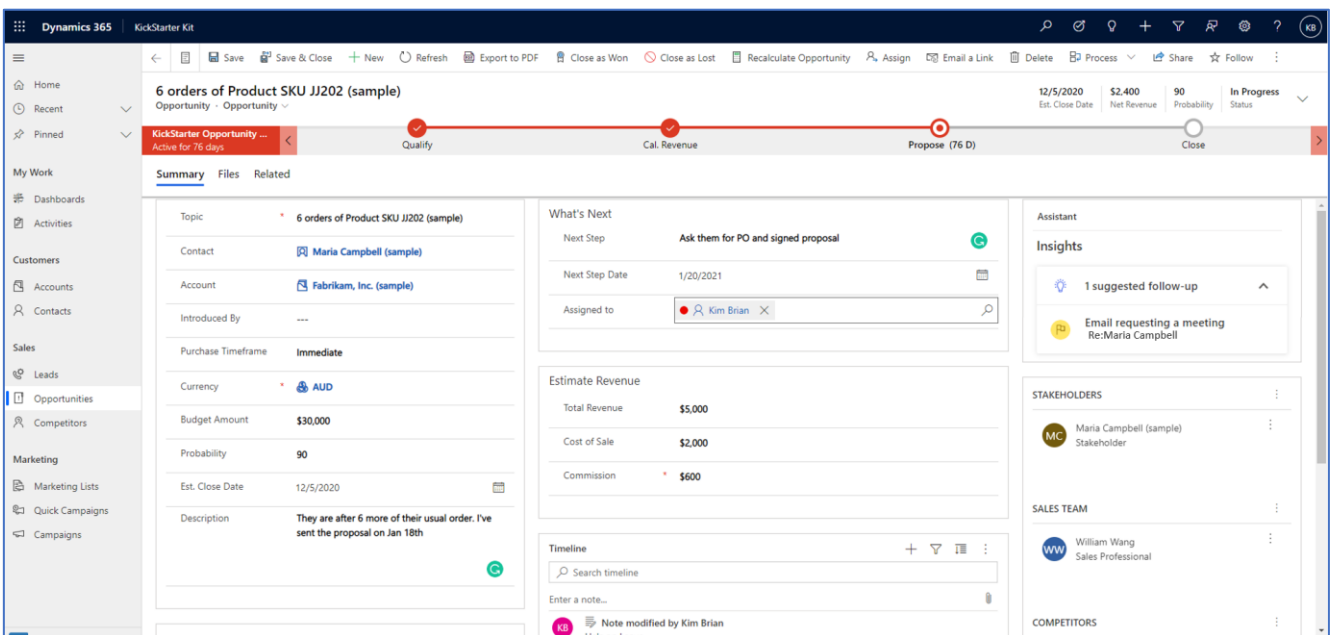 Dynamics 365 KickStarter Kit KB
Save Save & Close New Refresh Export to PDF Close as Won Close as Lost Recalculate Opportunity Assign Email a Link Delete Process Share Follow
Home
Recent
Pinned
My Work
Dashboards
Activities
Customers
Accounts
Contacts
Sales
Leads
Opportunities
Competitors
Marketing
Marketing Lists
Quick Campaigns
Campaigns
6 orders of Product SKU JJ202 (sample)
Opportunity · Opportunity
12/5/2020 $2,400 90 In Progress
Est. Close Date Net Revenue Probability Status
KickStarter Opportunity ...
Active for 76 days
Qualify Cal. Revenue Propose (76 D) Close
Summary Files Related
Topic * 6 orders of Product SKU JJ202 (sample)
Contact Maria Campbell (sample)
Account Fabrikam, Inc. (sample)
Introduced By ---
Purchase Timeframe Immediate
Currency * AUD
Budget Amount $30,000
Probability 90
Est. Close Date 12/5/2020
Description They are after 6 more of their usual order. I've
sent the proposal on Jan 18th
What's Next
Next Step Ask them for PO and signed proposal
Next Step Date 1/20/2021
Assigned to Kim Brian
Estimate Revenue
Total Revenue $5,000
Cost of Sale $2,000
Commission * $600
Timeline
Search timeline
Enter a note...
KB Note modified by Kim Brian
Assistant
Insights
1 suggested follow-up
Email requesting a meeting
Re:Maria Campbell
STAKEHOLDERS
MC Maria Campbell (sample)
Stakeholder
SALES TEAM
WW William Wang
Sales Professional
COMPETITORS